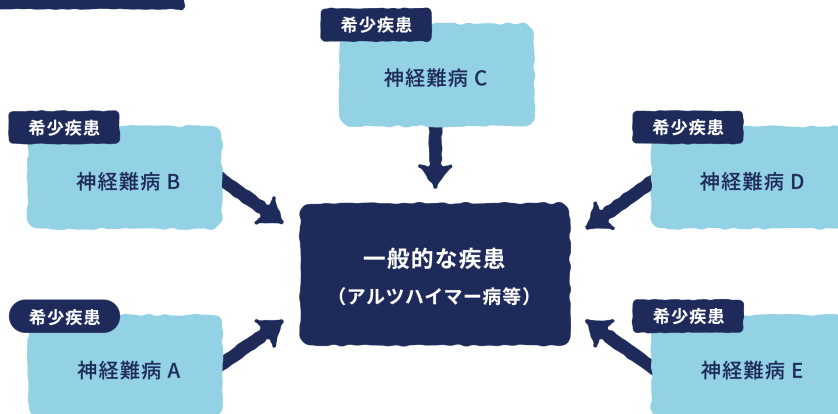 希少疾患
神経難病 C
希少疾患
神経難病 B
希少疾患
神経難病 D
一般的な疾患
（アルツハイマー病等）
希少疾患
神経難病 A
希少疾患
神経難病 E